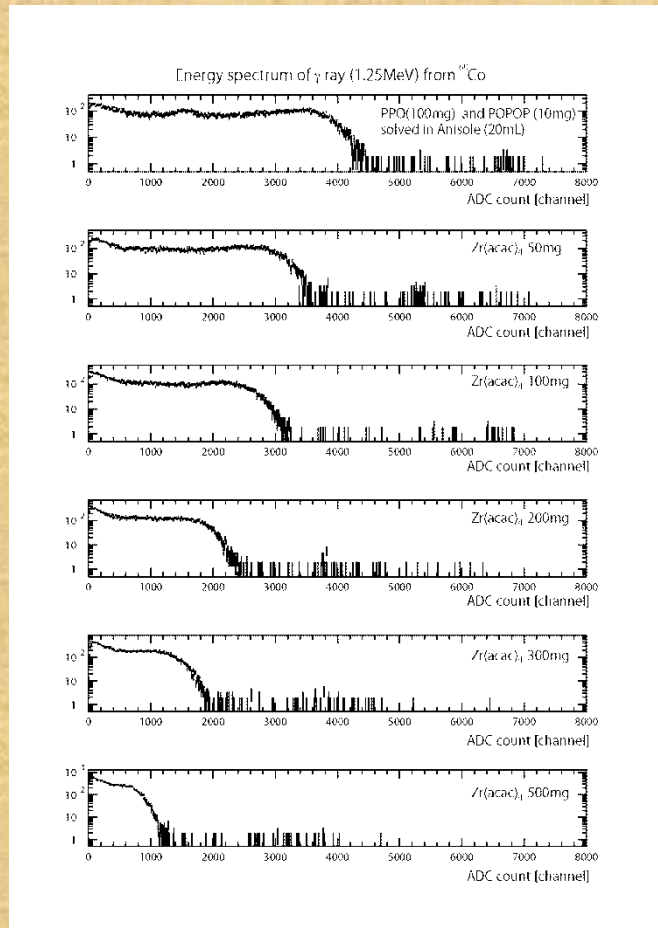 Energy spectrum of γ ray (1.25MeV) from ⁶⁰Co
10²
10
1
PPO(100mg) and POPOP (10mg)
solved in Anisole (20mL)
0 1000 2000 3000 4000 5000 6000 7000 8000
ADC count [channel]
10²
10
1
Zr(acac)₄ 50mg
0 1000 2000 3000 4000 5000 6000 7000 8000
ADC count [channel]
10²
10
1
Zr(acac)₄ 100mg
0 1000 2000 3000 4000 5000 6000 7000 8000
ADC count [channel]
10²
10
1
Zr(acac)₄ 200mg
0 1000 2000 3000 4000 5000 6000 7000 8000
ADC count [channel]
10²
10
1
Zr(acac)₄ 300mg
0 1000 2000 3000 4000 5000 6000 7000 8000
ADC count [channel]
10³
10²
10
1
Zr(acac)₄ 500mg
0 1000 2000 3000 4000 5000 6000 7000 8000
ADC count [channel]